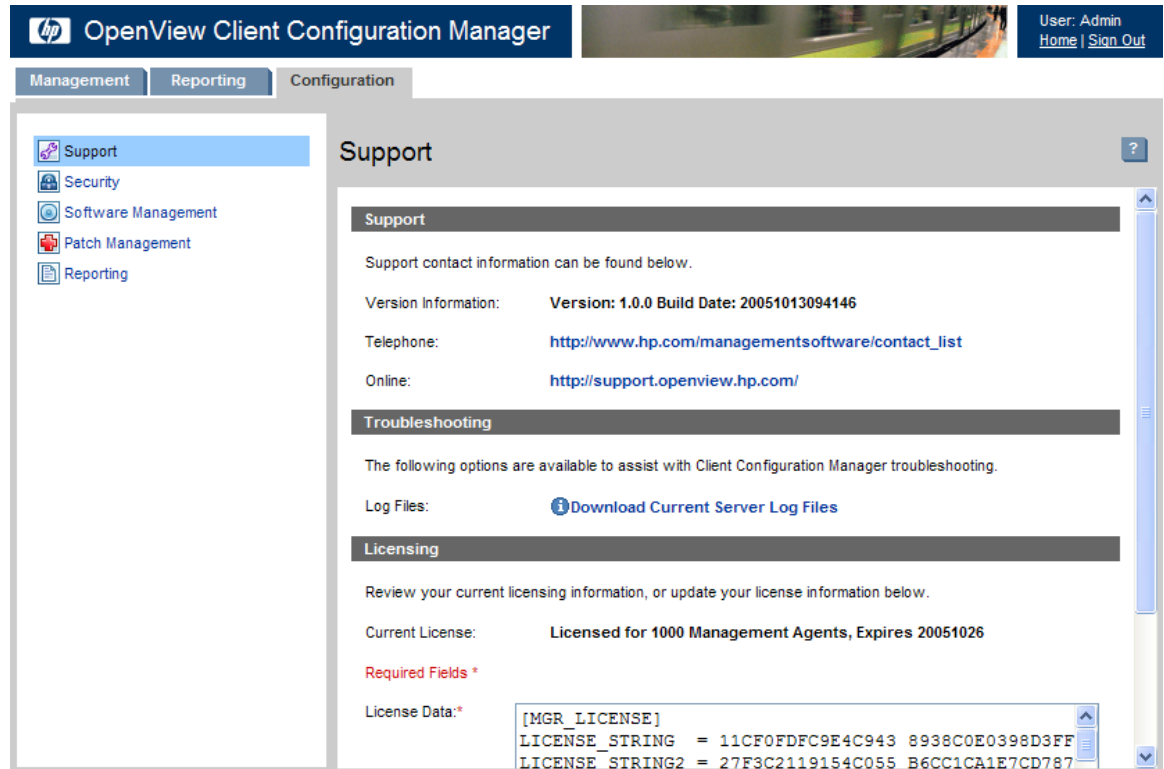 hp OpenView Client Configuration Manager
User: Admin
Home | Sign Out
Management Reporting Configuration
Support
Security
Software Management
Patch Management
Reporting
Support ?
Support
Support contact information can be found below.
Version Information: Version: 1.0.0 Build Date: 20051013094146
Telephone: http://www.hp.com/managementsoftware/contact_list
Online: http://support.openview.hp.com/
Troubleshooting
The following options are available to assist with Client Configuration Manager troubleshooting.
Log Files: Download Current Server Log Files
Licensing
Review your current licensing information, or update your license information below.
Current License: Licensed for 1000 Management Agents, Expires 20051026
Required Fields *
License Data:* [MGR_LICENSE]
LICENSE_STRING = 11CF0FDFC9E4C943 8938C0E0398D3FF
LICENSE_STRING2 = 27F3C2119154C055 B6CC1CA1E7CD787